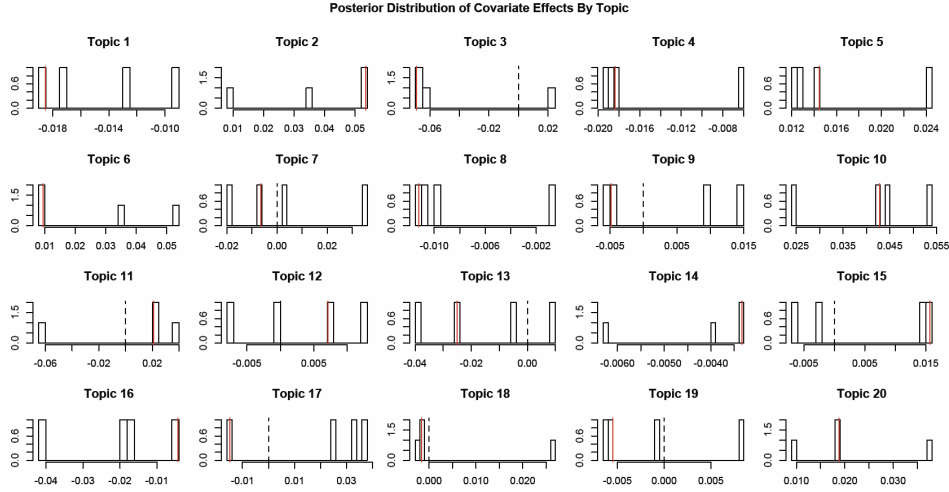 Posterior Distribution of Covariate Effects By Topic
Topic 1 Topic 2 Topic 3 Topic 4 Topic 5
0.0 0.6 0.0 1.5 0.0 1.5 0.0 0.6 0.0 0.6
-0.018 -0.014 -0.010 0.01 0.02 0.03 0.04 0.05 -0.06 -0.02 0.02 -0.020 -0.016 -0.012 -0.008 0.012 0.016 0.020 0.024
Topic 6 Topic 7 Topic 8 Topic 9 Topic 10
0.0 1.5 0.0 0.6 0.0 0.6 0.0 0.6 0.0 0.6
0.01 0.02 0.03 0.04 0.05 -0.02 0.00 0.02 -0.010 -0.006 -0.002 -0.005 0.005 0.015 0.025 0.035 0.045 0.055
Topic 11 Topic 12 Topic 13 Topic 14 Topic 15
0.0 1.5 0.0 0.6 0.0 0.6 0.0 1.5 0.0 0.6
-0.06 -0.02 0.02 -0.005 0.005 -0.04 -0.02 0.00 -0.0060 -0.0050 -0.0040 -0.005 0.005 0.015
Topic 16 Topic 17 Topic 18 Topic 19 Topic 20
0.0 0.6 0.0 0.6 0.0 1.5 0.0 0.6 0.0 1.5
-0.04 -0.03 -0.02 -0.01 -0.01 0.01 0.03 0.000 0.010 0.020 -0.005 0.000 0.005 0.010 0.020 0.030